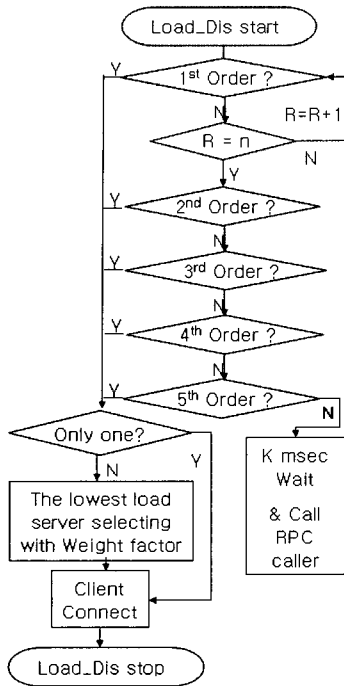 Load_Dis start
Y
1st Order ?
N
R=R+1
R = n
N
Y
Y
2nd Order ?
N
Y
3rd Order ?
N
Y
4th Order ?
N
Y
5th Order ?
N
Only one?
N
Y
K msec
Wait
& Call
RPC
caller
The lowest load
server selecting
with Weight factor
Client
Connect
Load_Dis stop